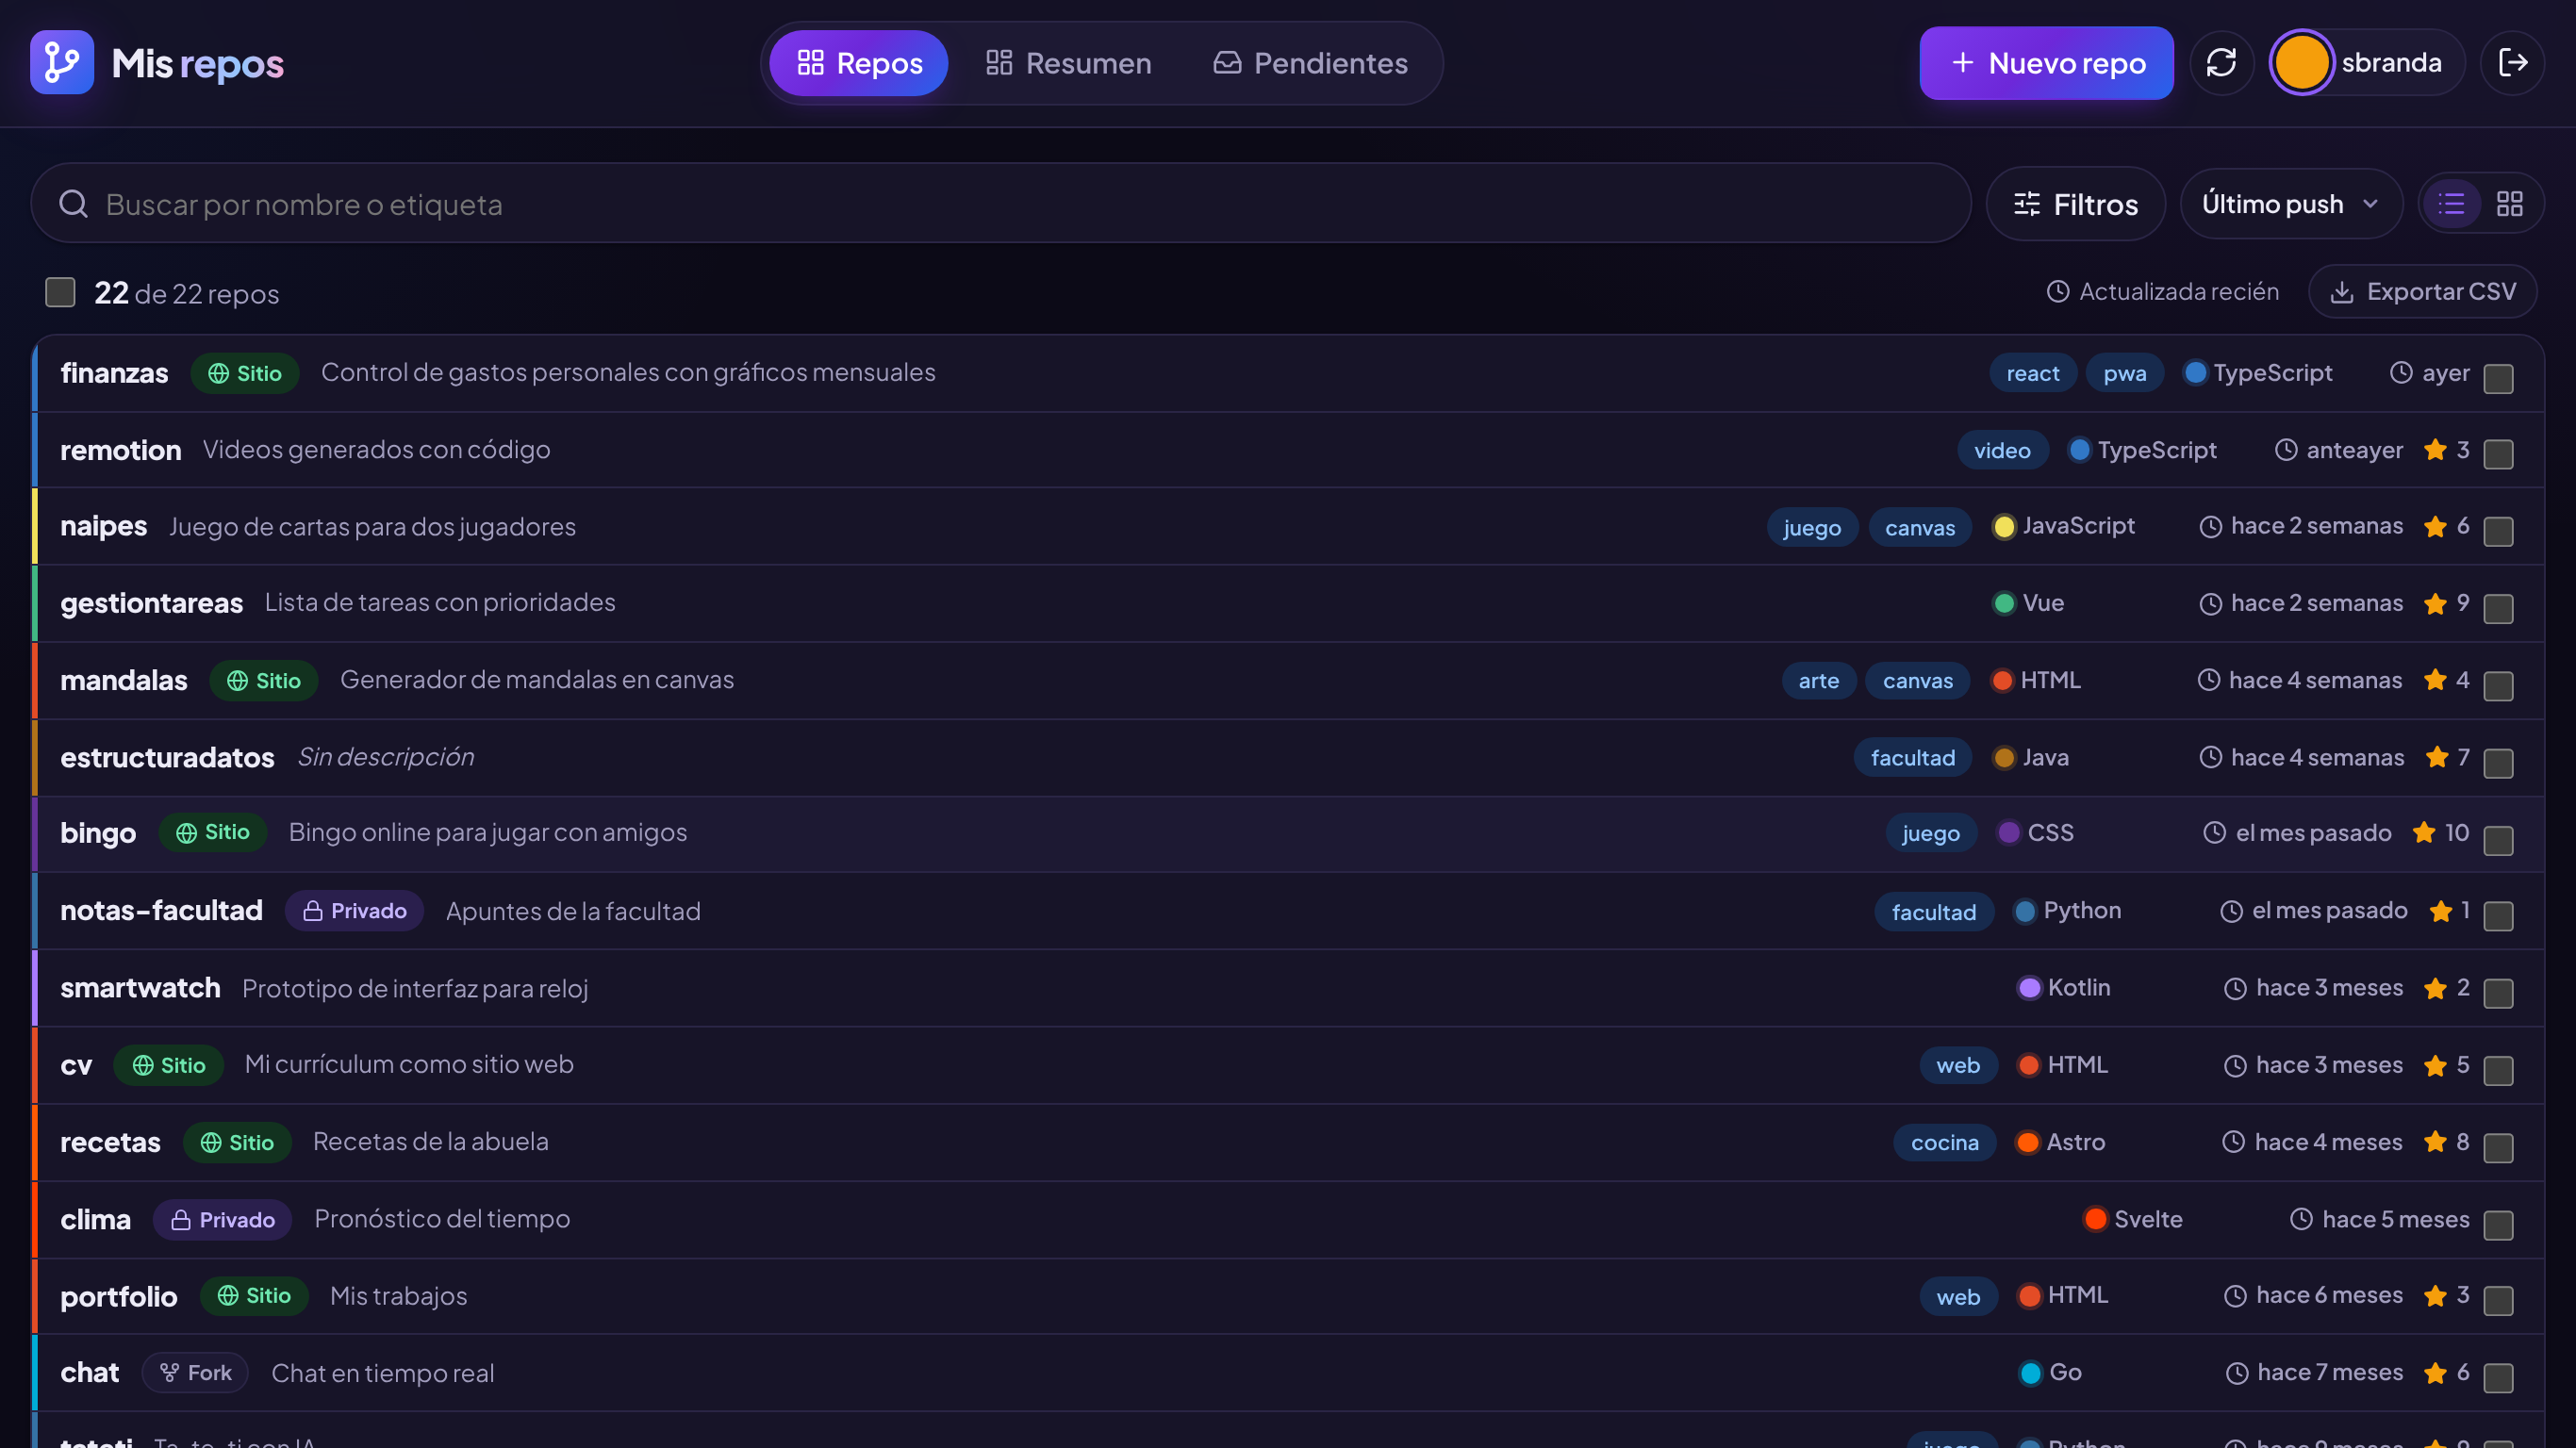 Mis repos
Repos Resumen Pendientes
Nuevo repo
sbranda
Buscar por nombre o etiqueta
Filtros
Último push
22 de 22 repos
Actualizada recién
Exportar CSV
finanzas Sitio Control de gastos personales con gráficos mensuales react pwa TypeScript ayer
remotion Videos generados con código video TypeScript anteayer 3
naipes Juego de cartas para dos jugadores juego canvas JavaScript hace 2 semanas 6
gestiontareas Lista de tareas con prioridades Vue hace 2 semanas 9
mandalas Sitio Generador de mandalas en canvas arte canvas HTML hace 4 semanas 4
estructuradatos Sin descripción facultad Java hace 4 semanas 7
bingo Sitio Bingo online para jugar con amigos juego CSS el mes pasado 10
notas-facultad Privado Apuntes de la facultad facultad Python el mes pasado 1
smartwatch Prototipo de interfaz para reloj Kotlin hace 3 meses 2
cv Sitio Mi currículum como sitio web web HTML hace 3 meses 5
recetas Sitio Recetas de la abuela cocina Astro hace 4 meses 8
clima Privado Pronóstico del tiempo Svelte hace 5 meses
portfolio Sitio Mis trabajos web HTML hace 6 meses 3
chat Fork Chat en tiempo real Go hace 7 meses 6